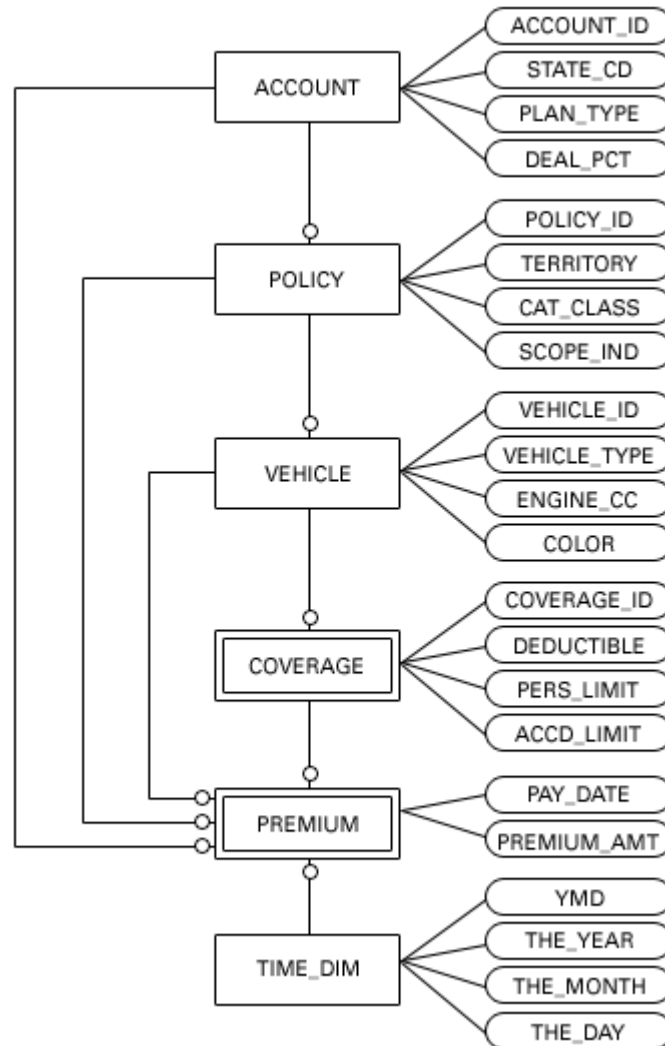 ACCOUNT
ACCOUNT_ID
STATE_CD
PLAN_TYPE
DEAL_PCT
POLICY
POLICY_ID
TERRITORY
CAT_CLASS
SCOPE_IND
VEHICLE
VEHICLE_ID
VEHICLE_TYPE
ENGINE_CC
COLOR
COVERAGE
COVERAGE_ID
DEDUCTIBLE
PERS_LIMIT
ACCD_LIMIT
PREMIUM
PAY_DATE
PREMIUM_AMT
TIME_DIM
YMD
THE_YEAR
THE_MONTH
THE_DAY